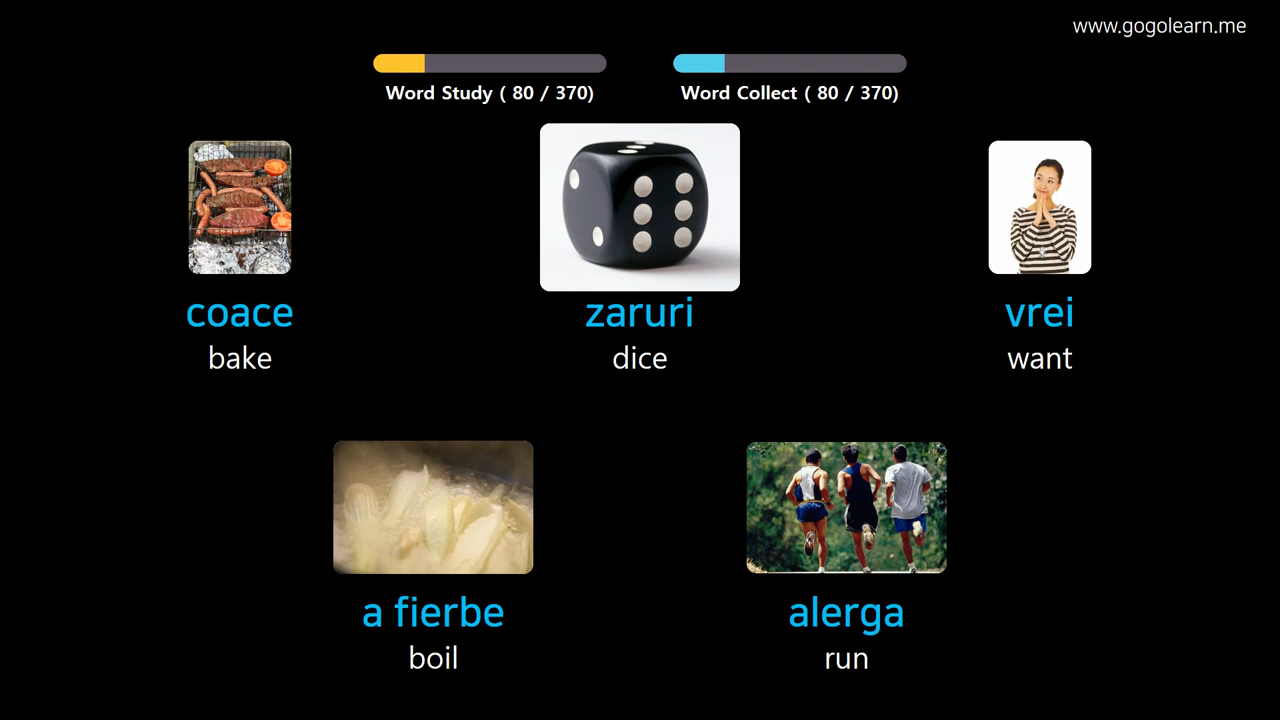 www.gogolearn.me
Word Study ( 80 / 370)
Word Collect ( 80 / 370)
coace
bake
zaruri
dice
vrei
want
a fierbe
boil
alerga
run